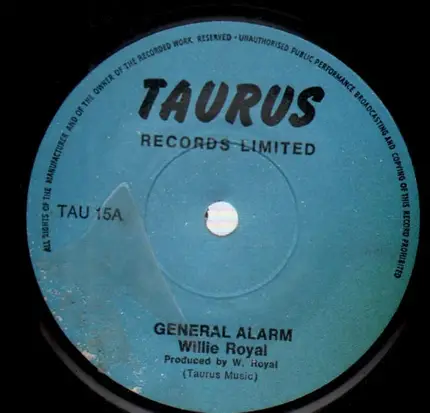 ALL RIGHTS OF THE MANUFACTURER AND OF THE OWNER OF THE RECORDED WORK RESERVED - UNAUTHORISED PUBLIC PERFORMANCE BROADCASTING AND COPYING OF THIS RECORD PROHIBITED
TAURUS
RECORDS LIMITED
TAU 15A
GENERAL ALARM
Willie Royal
Produced by W. Royal
(Taurus Music)